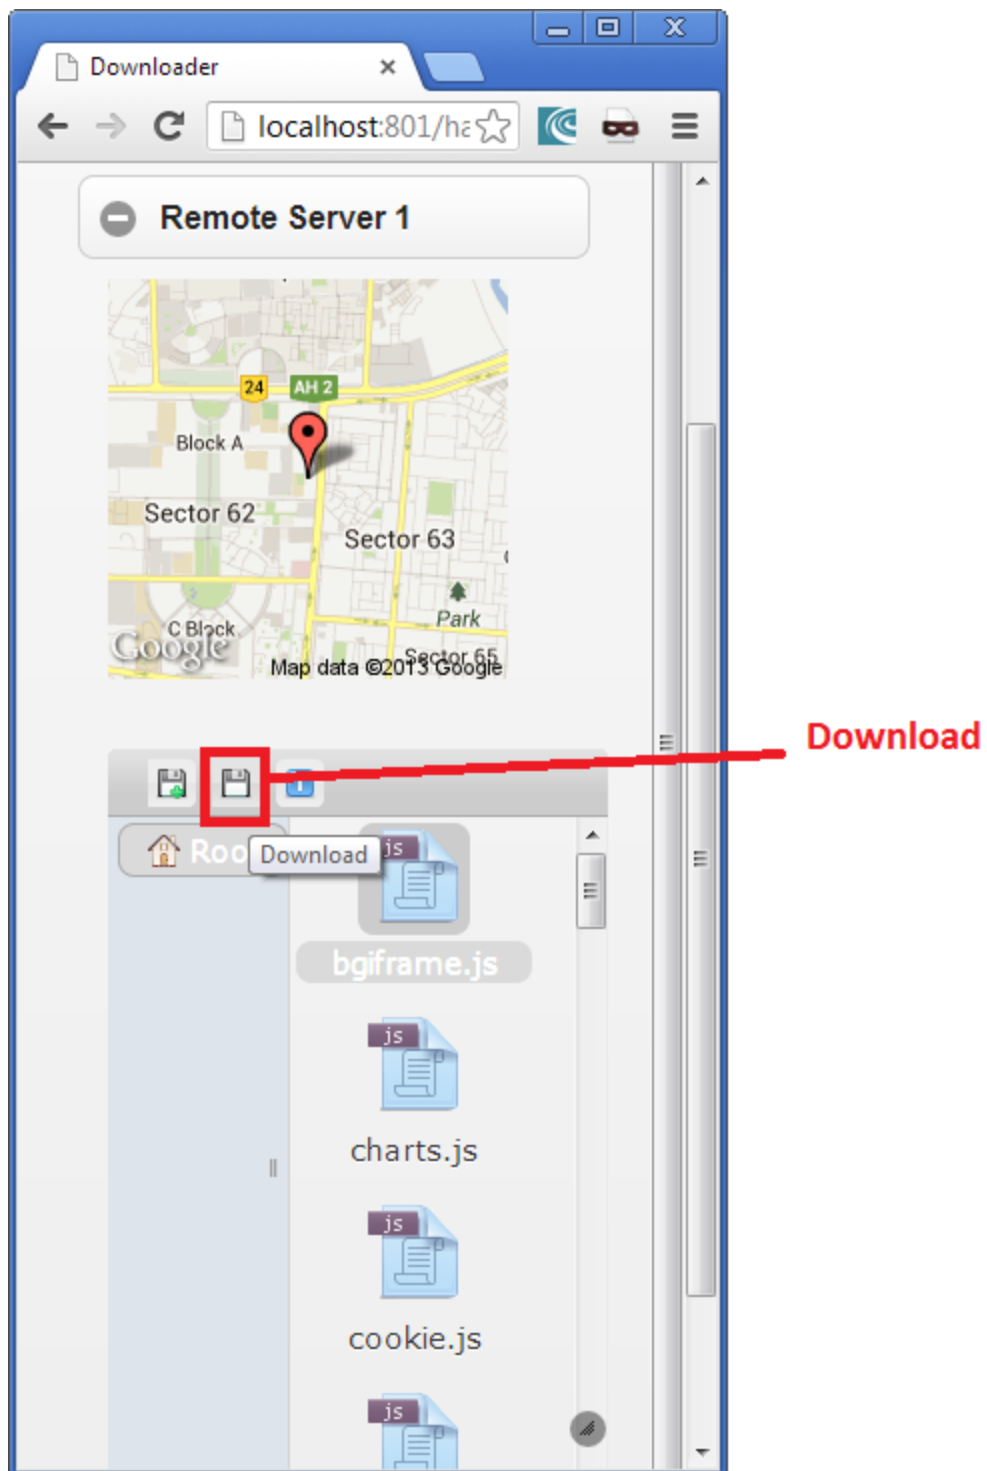 Downloader
localhost:801/ha
Remote Server 1
24
AH 2
Block A
Sector 62
Sector 63
Park
C Block
Google
Sector 65
Map data ©2013 Google
Download
Roo
Download
js
bgiframe.js
js
charts.js
js
cookie.js
js